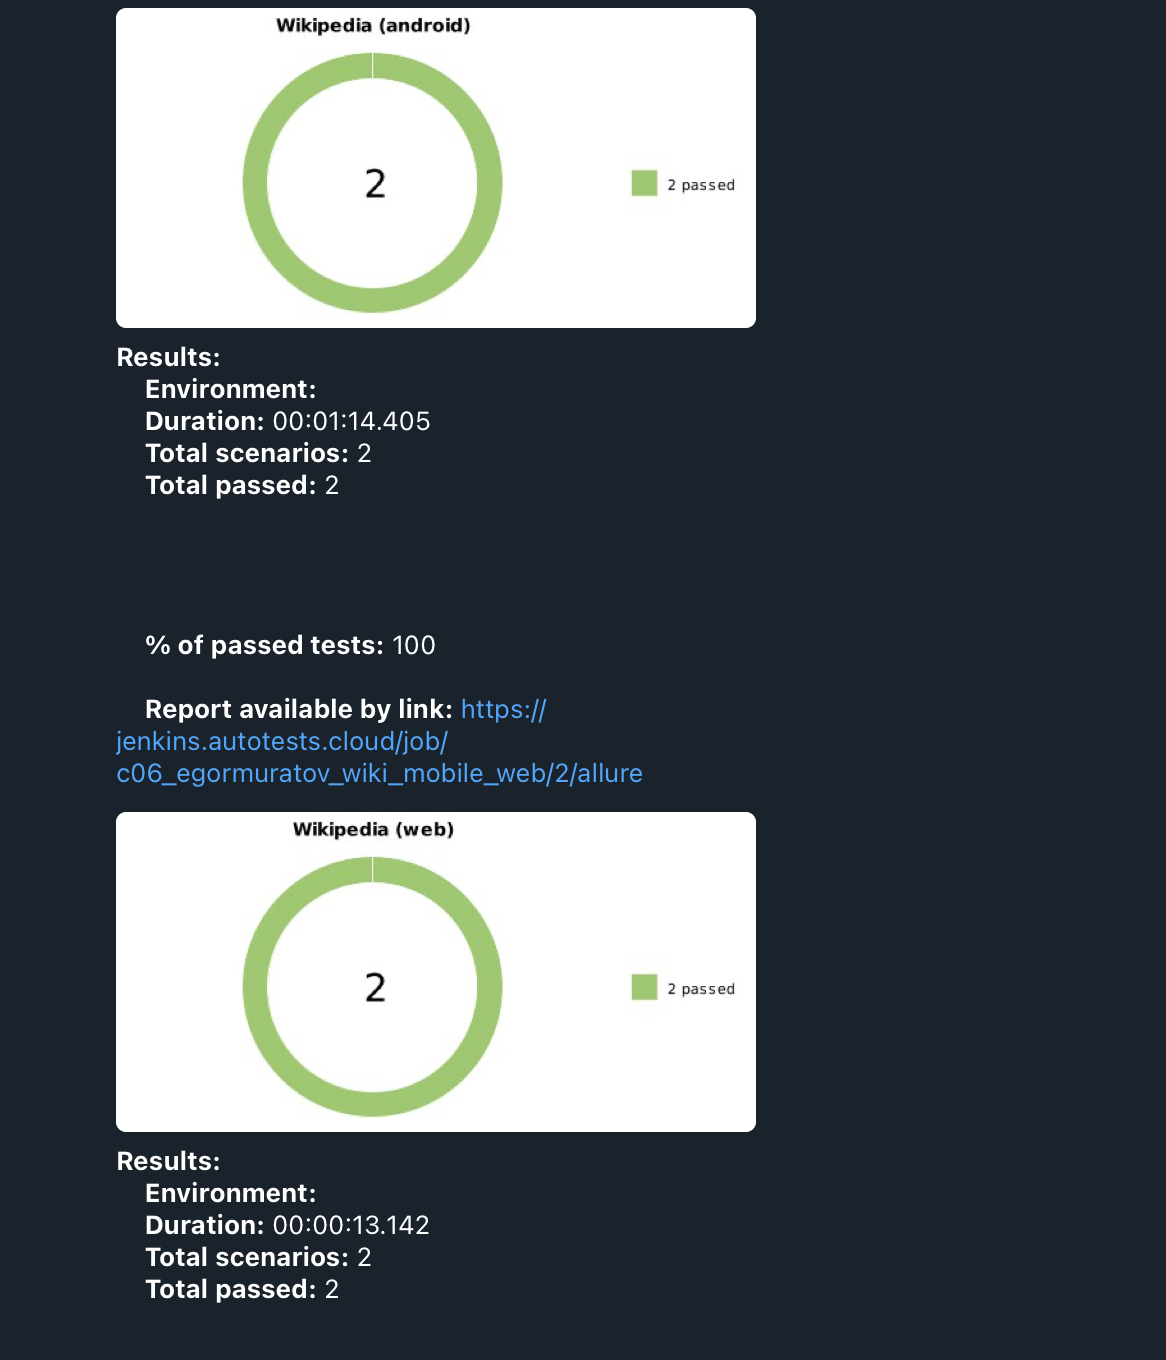 Wikipedia (android)
2
2 passed
Results:
Environment:
Duration: 00:01:14.405
Total scenarios: 2
Total passed: 2
% of passed tests: 100
Report available by link: https://
jenkins.autotests.cloud/job/
c06_egormuratov_wiki_mobile_web/2/allure
Wikipedia (web)
2
2 passed
Results:
Environment:
Duration: 00:00:13.142
Total scenarios: 2
Total passed: 2